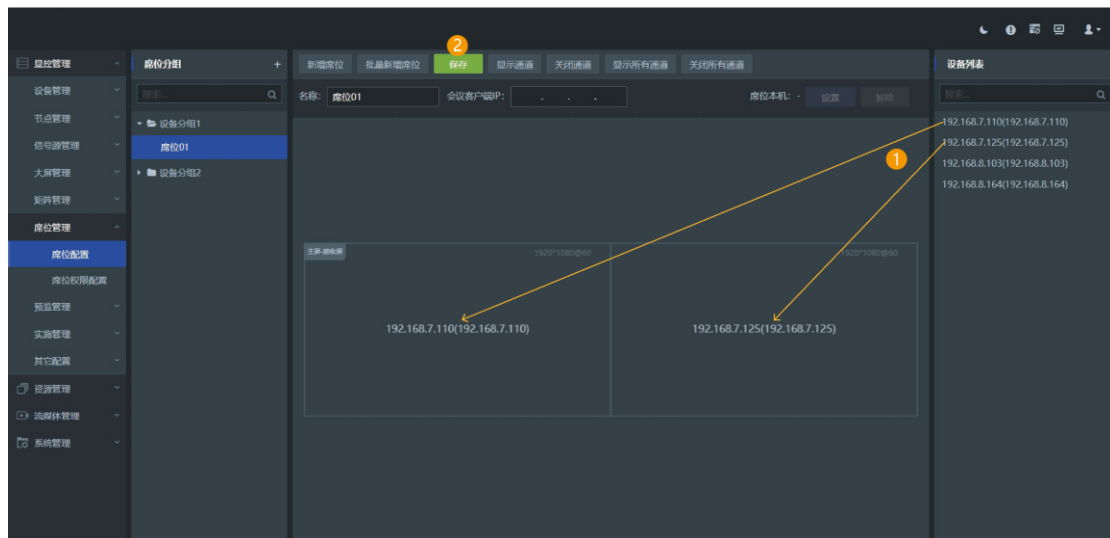 2
显控管理
席位分组
+
新增席位
批量新增席位
保存
显示通道
关闭通道
显示所有通道
关闭所有通道
设备列表
设备管理
搜索...
名称:
席位01
会议客户端IP:
. . .
席位本机: -
设置
解除
搜索...
节点管理
设备分组1
192.168.7.110(192.168.7.110)
信号源管理
席位01
192.168.7.125(192.168.7.125)
1
大屏管理
设备分组2
192.168.8.103(192.168.8.103)
192.168.8.164(192.168.8.164)
矩阵管理
席位管理
席位配置
主屏-接收屏
1920*1080@60
1920*1080@60
席位权限配置
预监管理
192.168.7.110(192.168.7.110)
192.168.7.125(192.168.7.125)
实施管理
其它配置
资源管理
流媒体管理
系统管理